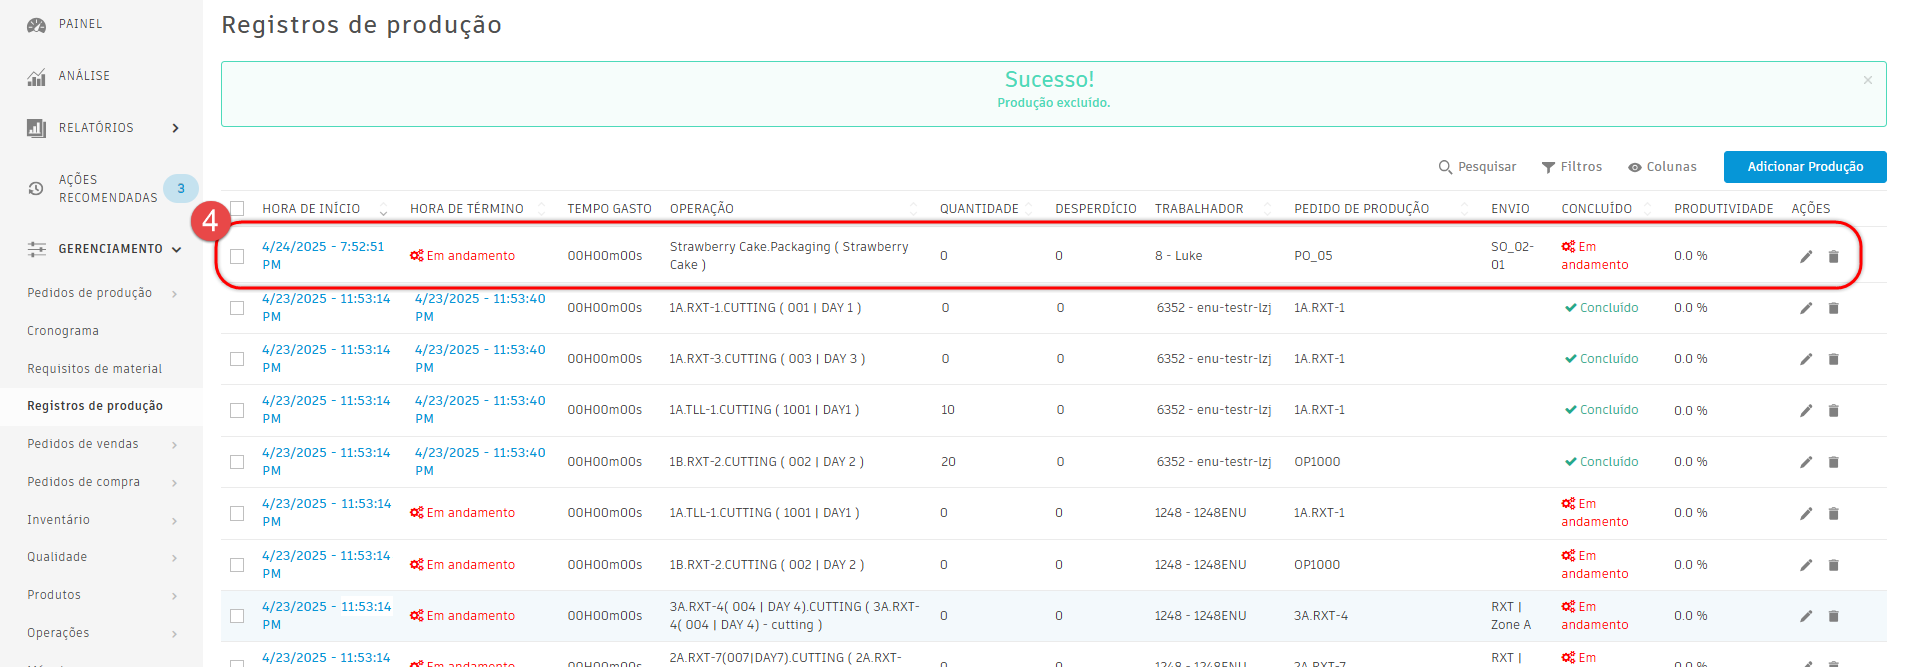 PAINEL
ANÁLISE
RELATÓRIOS
AÇÕES
RECOMENDADAS
3
GERENCIAMENTO
Pedidos de produção
Cronograma
Requisitos de material
Registros de produção
Pedidos de vendas
Pedidos de compra
Inventário
Qualidade
Produtos
Operações
Registros de produção
Sucesso!
Produção excluído.
×
Pesquisar Filtros Colunas Adicionar Produção
HORA DE INÍCIO HORA DE TÉRMINO TEMPO GASTO OPERAÇÃO QUANTIDADE DESPERDÍCIO TRABALHADOR PEDIDO DE PRODUÇÃO ENVIO CONCLUÍDO PRODUTIVIDADE AÇÕES
4
4/24/2025 - 7:52:51 Strawberry Cake.Packaging ( Strawberry SO_02- Em
PM Em andamento 00H00m00s Cake ) 0 0 8 - Luke PO_05 01 andamento 0.0 %
4/23/2025 - 11:53:14 4/23/2025 - 11:53:40
PM PM 00H00m00s 1A.RXT-1.CUTTING ( 001 | DAY 1 ) 0 0 6352 - enu-testr-lzj 1A.RXT-1 Concluído 0.0 %
4/23/2025 - 11:53:14 4/23/2025 - 11:53:40
PM PM 00H00m00s 1A.RXT-3.CUTTING ( 003 | DAY 3 ) 0 0 6352 - enu-testr-lzj 1A.RXT-1 Concluído 0.0 %
4/23/2025 - 11:53:14 4/23/2025 - 11:53:40
PM PM 00H00m00s 1A.TLL-1.CUTTING ( 1001 | DAY1 ) 10 0 6352 - enu-testr-lzj 1A.RXT-1 Concluído 0.0 %
4/23/2025 - 11:53:14 4/23/2025 - 11:53:40
PM PM 00H00m00s 1B.RXT-2.CUTTING ( 002 | DAY 2 ) 20 0 6352 - enu-testr-lzj OP1000 Concluído 0.0 %
4/23/2025 - 11:53:14 Em
PM Em andamento 00H00m00s 1A.TLL-1.CUTTING ( 1001 | DAY1 ) 0 0 1248 - 1248ENU 1A.RXT-1 andamento 0.0 %
4/23/2025 - 11:53:14 Em
PM Em andamento 00H00m00s 1B.RXT-2.CUTTING ( 002 | DAY 2 ) 0 0 1248 - 1248ENU OP1000 andamento 0.0 %
4/23/2025 - 11:53:14 3A.RXT-4( 004 | DAY 4).CUTTING ( 3A.RXT- RXT | Em
PM Em andamento 00H00m00s 4( 004 | DAY 4) - cutting ) 0 0 1248 - 1248ENU 3A.RXT-4 Zone A andamento 0.0 %
4/23/2025 - 11:53:14 2A.RXT-7(007|DAY7).CUTTING ( 2A.RXT- RXT | Em
Em andamento 00H00m00s 0 0 1248 - 1248ENU 2A.RXT-7 0.0 %